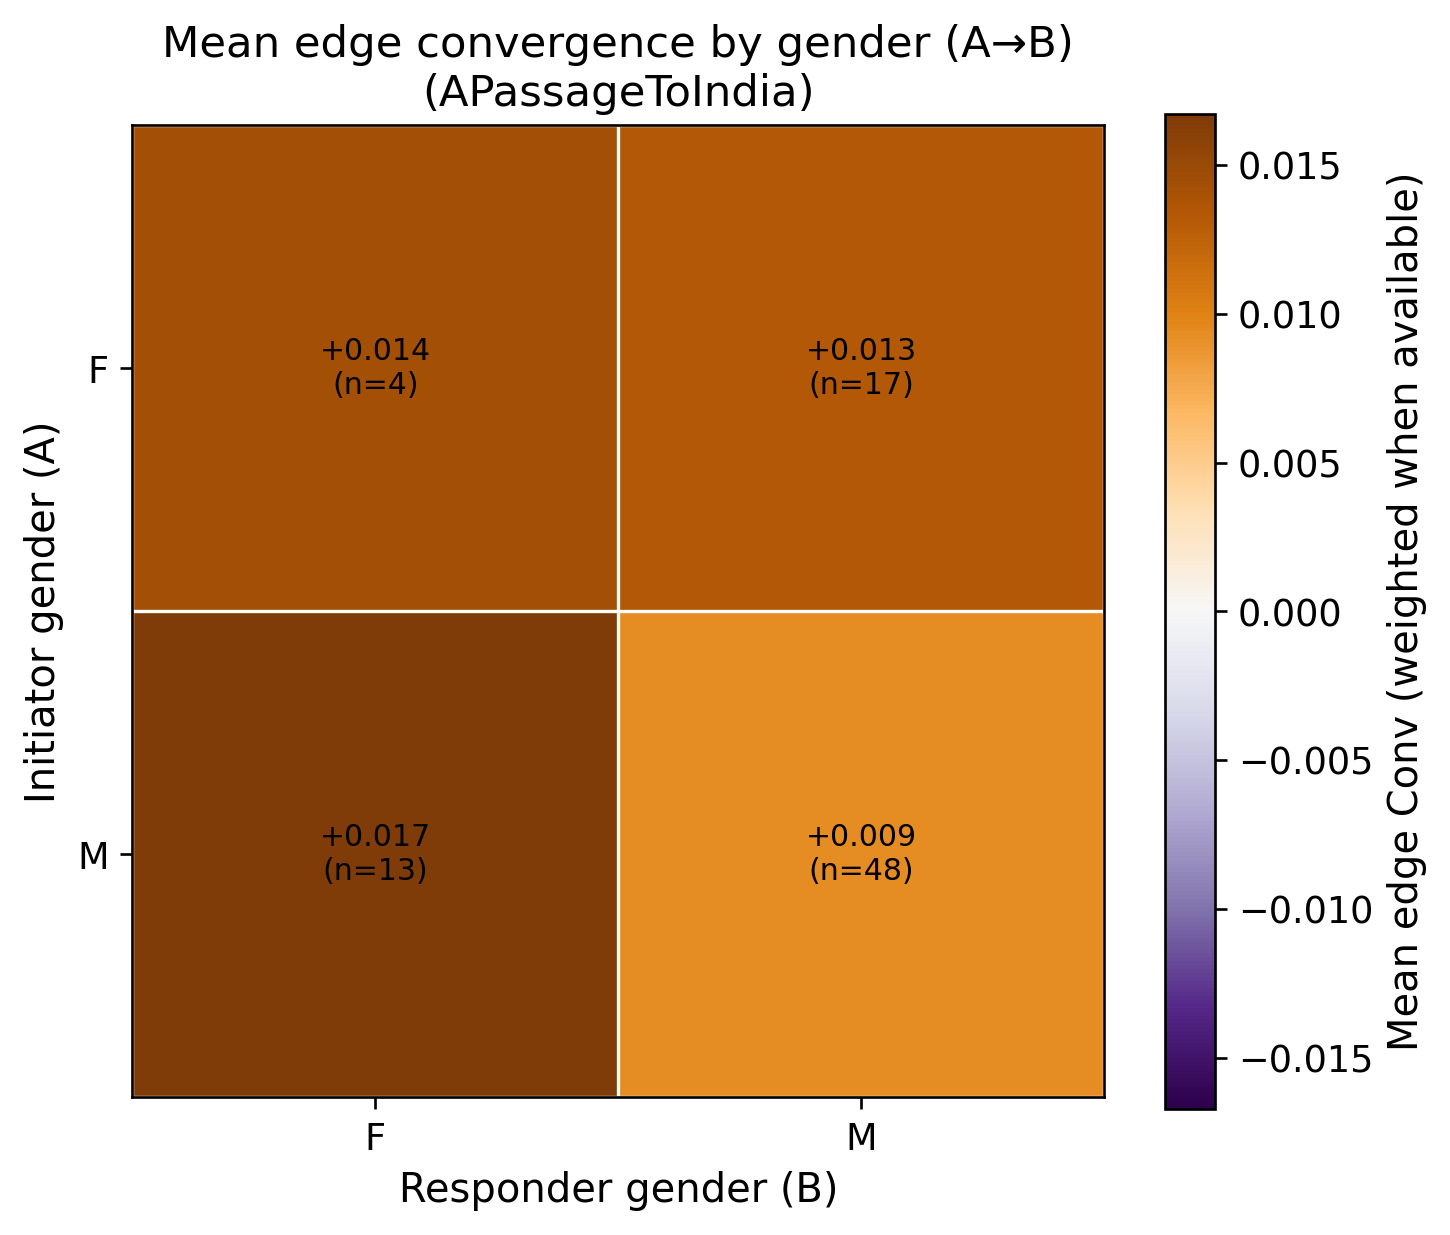 Mean edge convergence by gender (A→B)
(APassageToIndia)
Initiator gender (A)
F
M
+0.014
(n=4)
+0.013
(n=17)
+0.017
(n=13)
+0.009
(n=48)
F
M
Responder gender (B)
0.015
0.010
0.005
0.000
−0.005
−0.010
−0.015
Mean edge Conv (weighted when available)